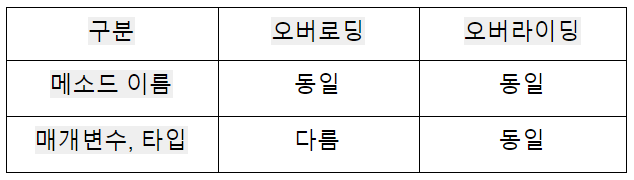 구분 오버로딩 오버라이딩
메소드 이름 동일 동일
매개변수, 타입 다름 동일